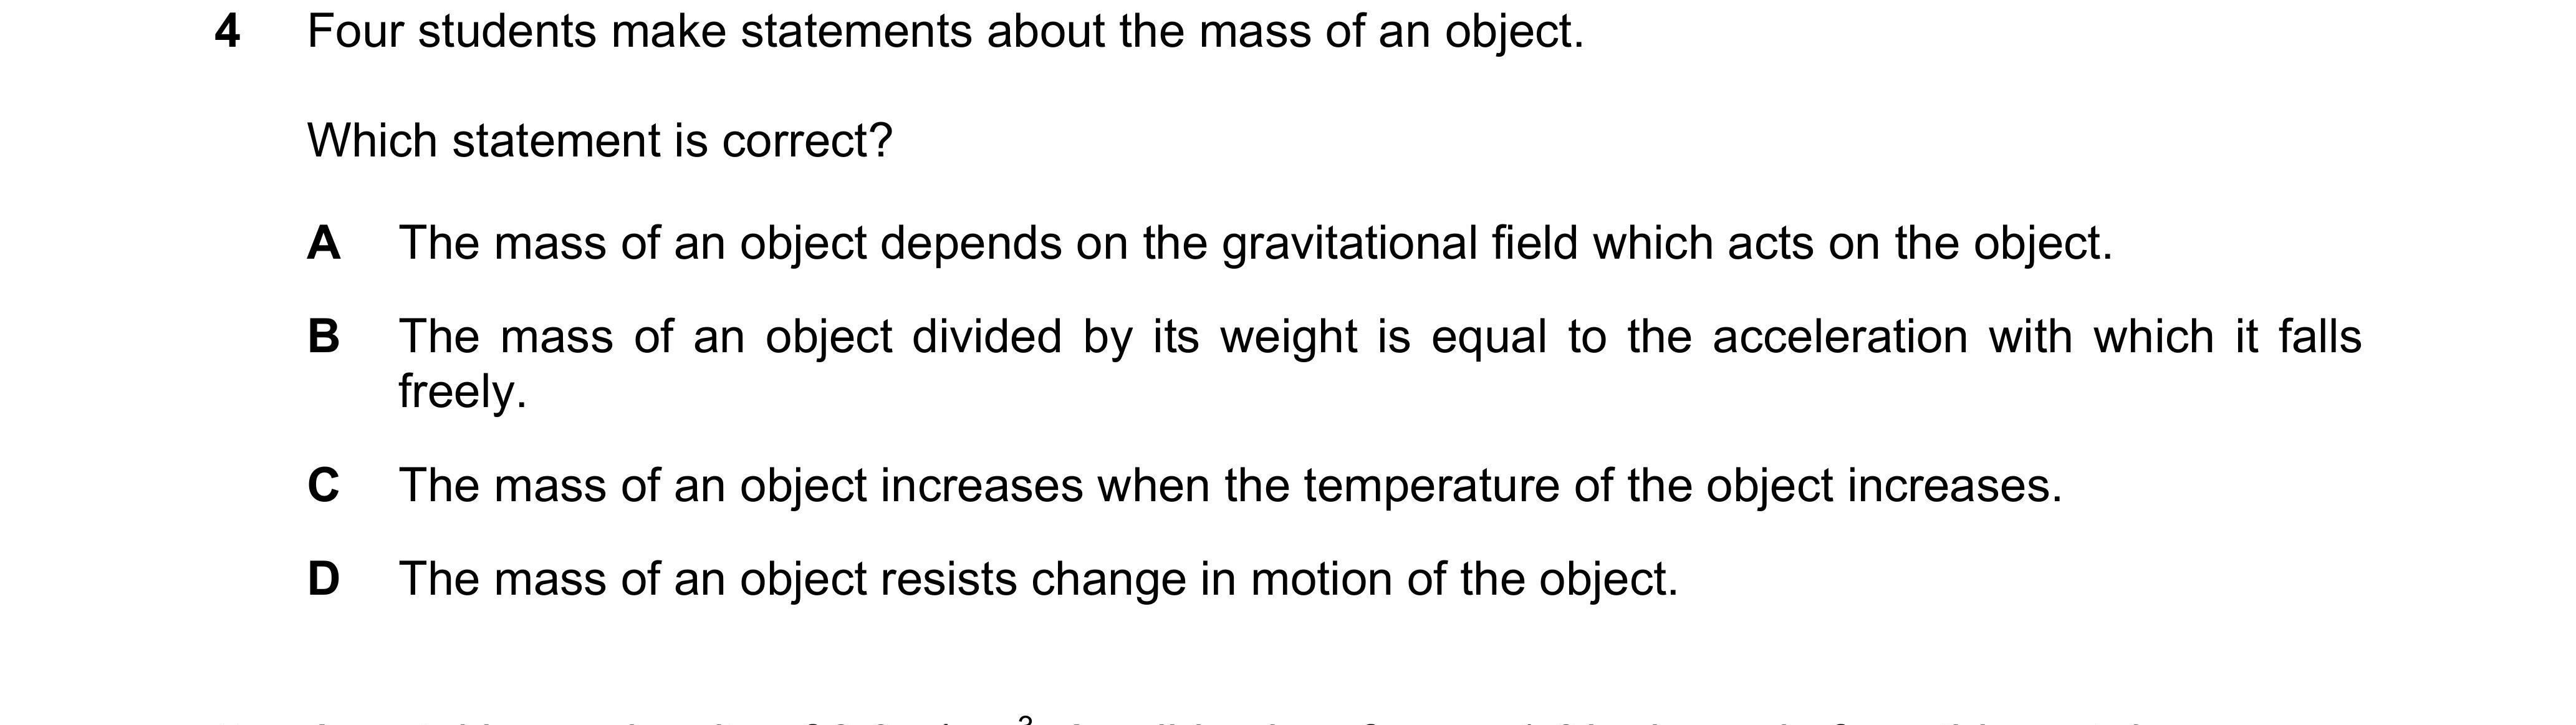 4 Four students make statements about the mass of an object.
Which statement is correct?
A The mass of an object depends on the gravitational field which acts on the object.
B The mass of an object divided by its weight is equal to the acceleration with which it falls
freely.
C The mass of an object increases when the temperature of the object increases.
D The mass of an object resists change in motion of the object.